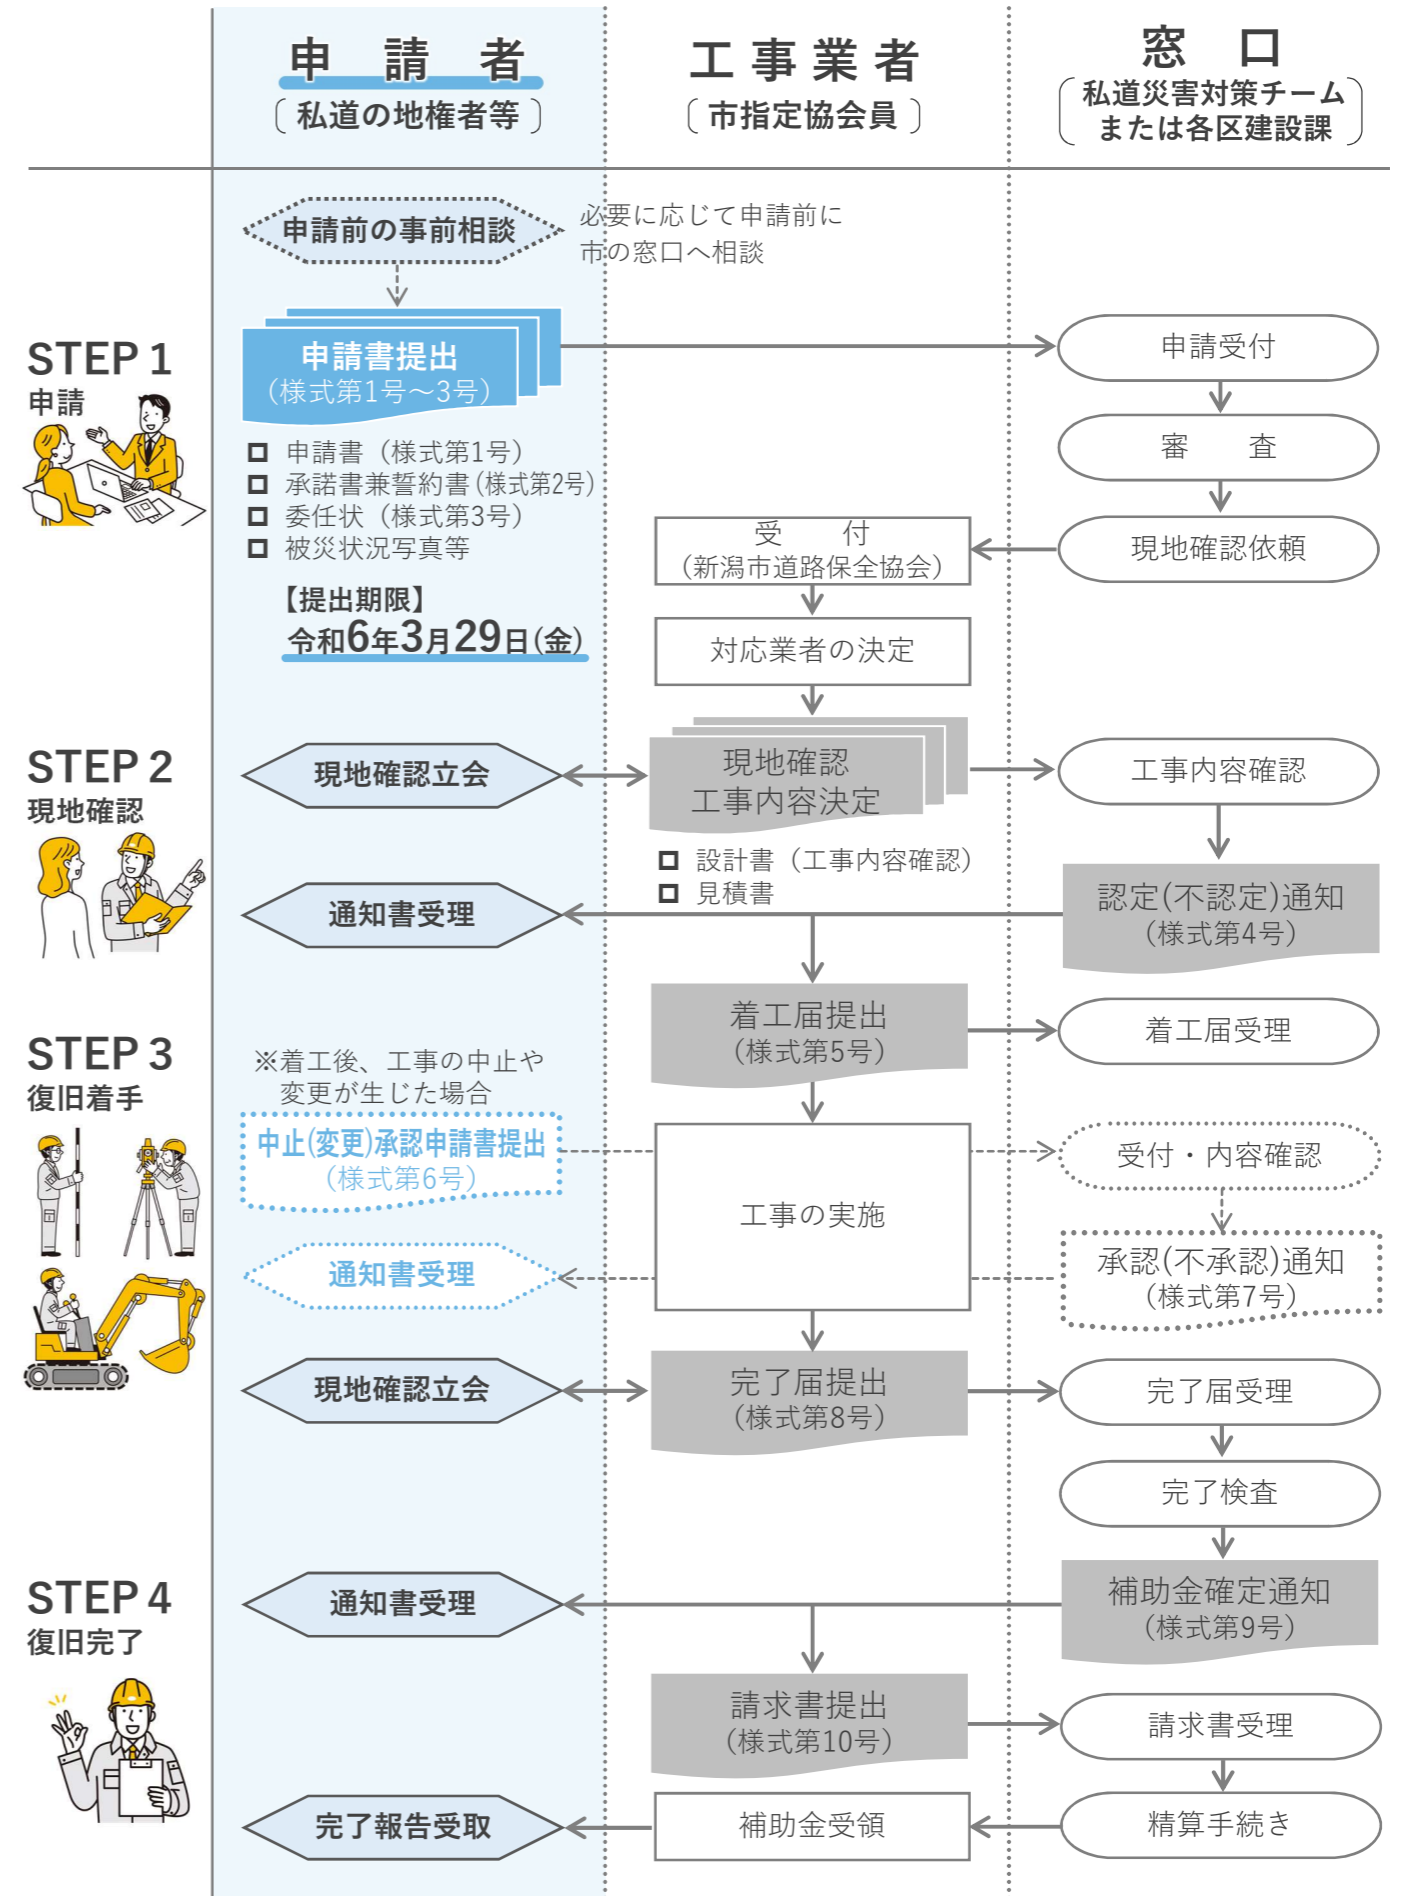 申請者
〔私道の地権者等〕
工事業者
〔市指定協会員〕
窓口
私道災害対策チーム
または各区建設課
申請前の事前相談
必要に応じて申請前に
市の窓口へ相談
STEP 1
申請
申請書提出
（様式第1号～3号）
申請受付
審査
現地確認依頼
申請書（様式第1号）
承諾書兼誓約書（様式第2号）
委任状（様式第3号）
被災状況写真等
【提出期限】
令和6年3月29日(金)
受付
（新潟市道路保全協会）
対応業者の決定
STEP 2
現地確認
現地確認立会
現地確認
工事内容決定
工事内容確認
設計書（工事内容確認）
見積書
通知書受理
認定(不認定)通知
（様式第4号）
STEP 3
復旧着手
着工届提出
（様式第5号）
着工届受理
※着工後、工事の中止や
変更が生じた場合
中止(変更)承認申請書提出
（様式第6号）
工事の実施
受付・内容確認
通知書受理
承認(不承認)通知
（様式第7号）
現地確認立会
完了届提出
（様式第8号）
完了届受理
完了検査
STEP 4
復旧完了
通知書受理
補助金確定通知
（様式第9号）
請求書提出
（様式第10号）
請求書受理
完了報告受取
補助金受領
精算手続き